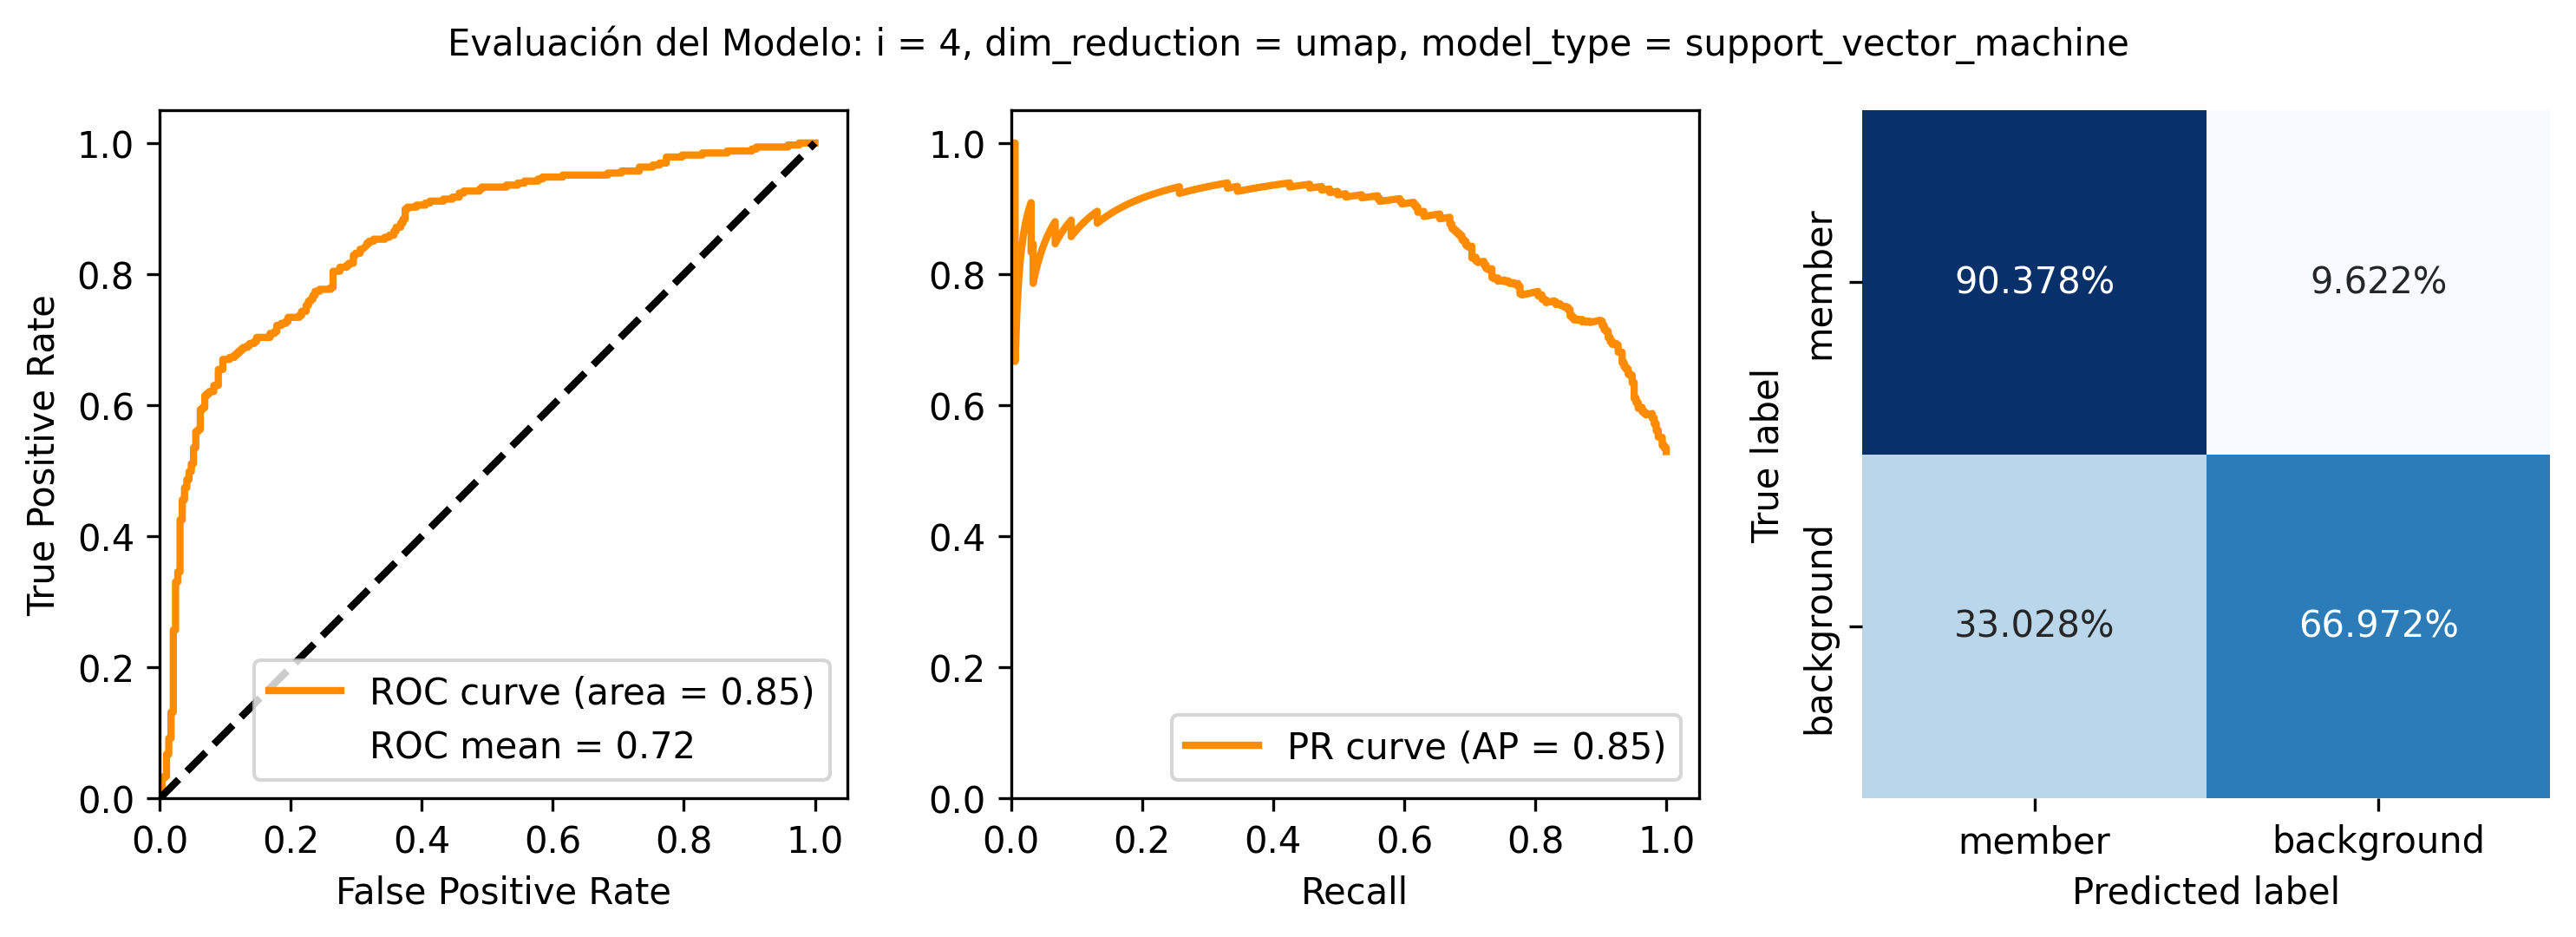 Evaluación del Modelo: i = 4, dim_reduction = umap, model_type = support_vector_machine
True Positive Rate
1.0
0.8
0.6
0.4
0.2
0.0
0.0 0.2 0.4 0.6 0.8 1.0
False Positive Rate
ROC curve (area = 0.85)
ROC mean = 0.72
1.0
0.8
0.6
0.4
0.2
0.0
0.0 0.2 0.4 0.6 0.8 1.0
Recall
PR curve (AP = 0.85)
True label
member
background
90.378% 9.622%
33.028% 66.972%
member background
Predicted label